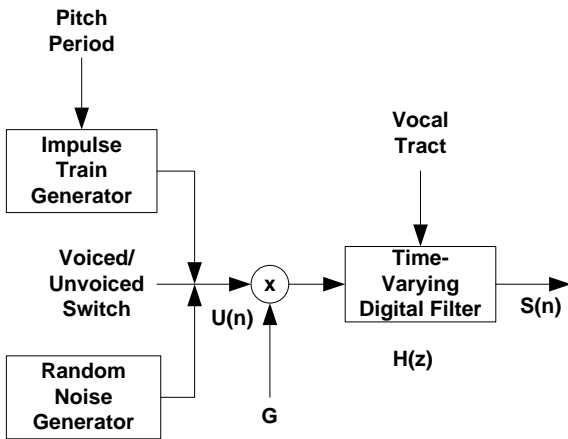 Pitch
Period
Impulse
Train
Generator
Vocal
Tract
Voiced/
Unvoiced
Switch
U(n)
x
Time-
Varying
Digital Filter
S(n)
H(z)
Random
Noise
Generator
G